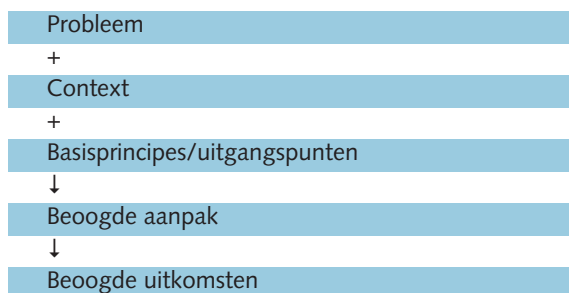 Probleem
+
Context
+
Basisprincipes/uitgangspunten
↓
Beoogde aanpak
↓
Beoogde uitkomsten